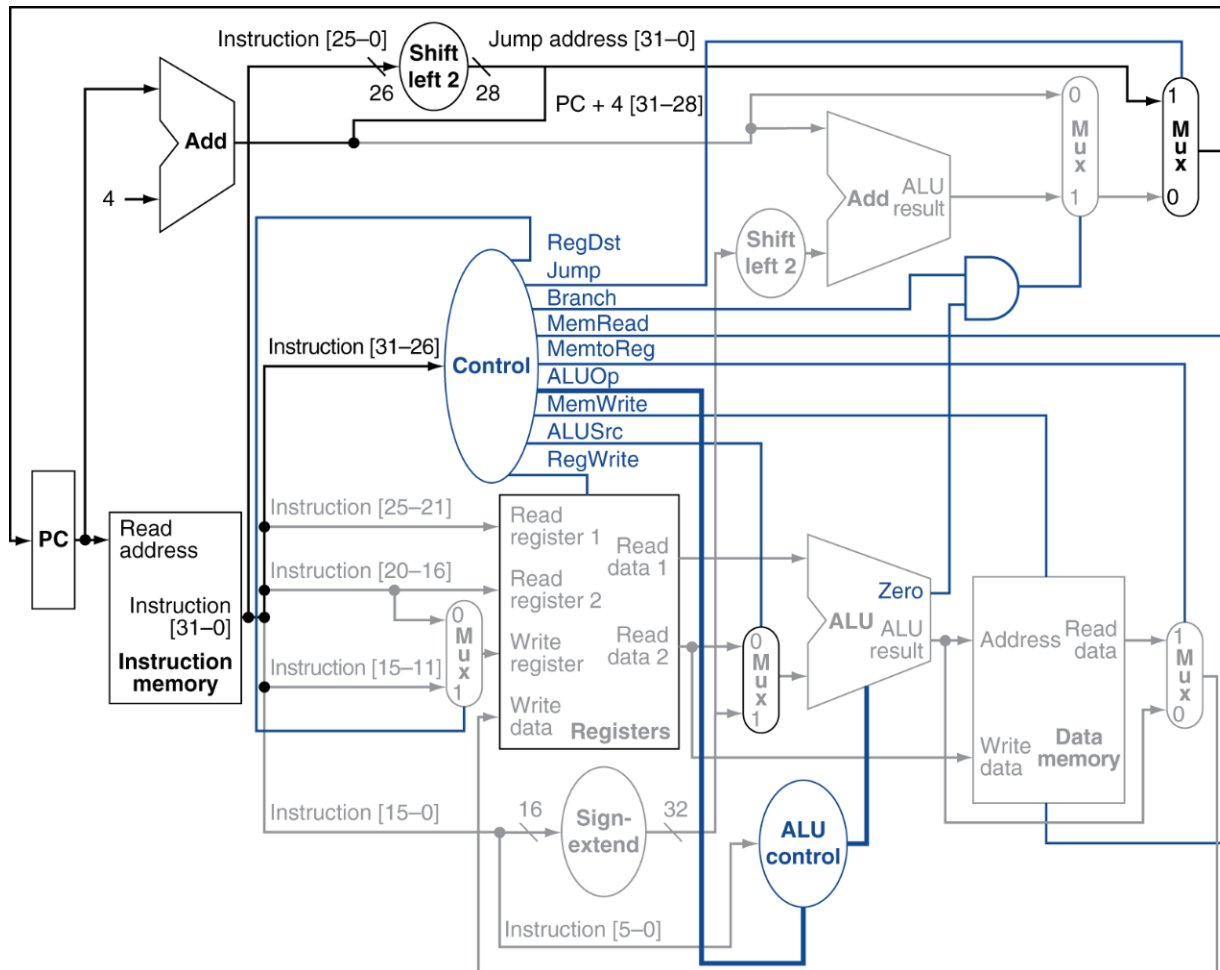 Instruction [25–0]
Shift
left 2
Jump address [31–0]
26
28
PC + 4 [31–28]
Add
4
0
M
u
x
1
1
M
u
x
0
Add
ALU
result
Shift
left 2
RegDst
Jump
Branch
MemRead
MemtoReg
ALUOp
MemWrite
ALUSrc
RegWrite
Instruction [31–26]
Control
PC
Read
address
Instruction
[31–0]
Instruction
memory
Instruction [25–21]
Instruction [20–16]
Instruction [15–11]
0
M
u
x
1
Read
register 1
Read
register 2
Write
register
Write
data
Read
data 1
Read
data 2
Registers
0
M
u
x
1
Zero
ALU
ALU
result
Address
Read
data
Write
data
Data
memory
1
M
u
x
0
Instruction [15–0]
16
Sign-
extend
32
ALU
control
Instruction [5–0]